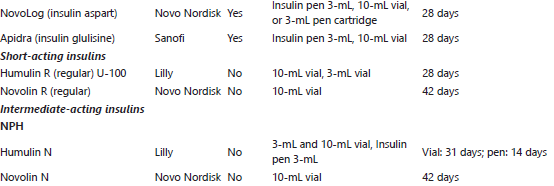 NovoLog (insulin aspart) Novo Nordisk Yes Insulin pen 3-mL, 10-mL vial, 28 days
or 3-mL pen cartridge
Apidra (insulin glulisine) Sanofi Yes Insulin pen 3-mL, 10-mL vial 28 days
Short-acting insulins
Humulin R (regular) U-100 Lilly No 10-mL vial, 3-mL vial 28 days
Novolin R (regular) Novo Nordisk No 10-mL vial 42 days
Intermediate-acting insulins
NPH
Humulin N Lilly No 3-mL and 10-mL vial, Insulin Vial: 31 days; pen: 14 days
pen 3-mL
Novolin N Novo Nordisk No 10-mL vial 42 days